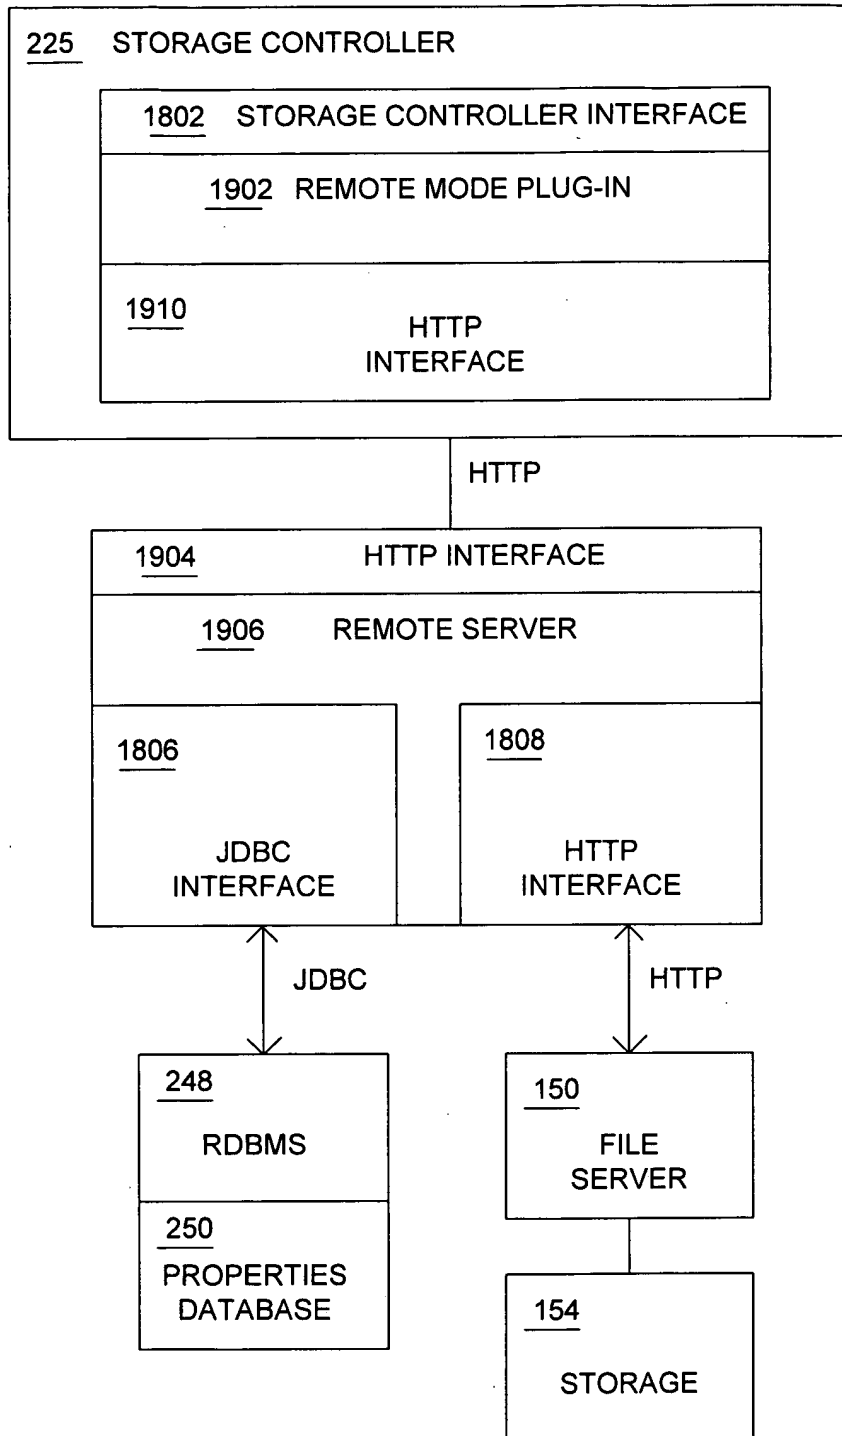 225 STORAGE CONTROLLER
1802 STORAGE CONTROLLER INTERFACE
1902 REMOTE MODE PLUG-IN
1910
HTTP
INTERFACE
HTTP
1904 HTTP INTERFACE
1906 REMOTE SERVER
1806
JDBC
INTERFACE
1808
HTTP
INTERFACE
JDBC
HTTP
248
RDBMS
250
PROPERTIES
DATABASE
150
FILE
SERVER
154
STORAGE